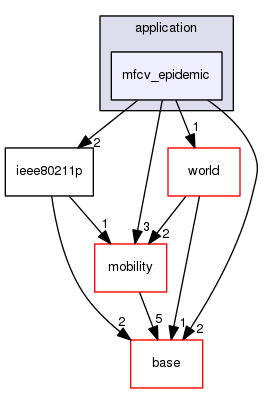 application
mfcv_epidemic
2
1
ieee80211p
world
1
3
2
mobility
2
5
1
2
base